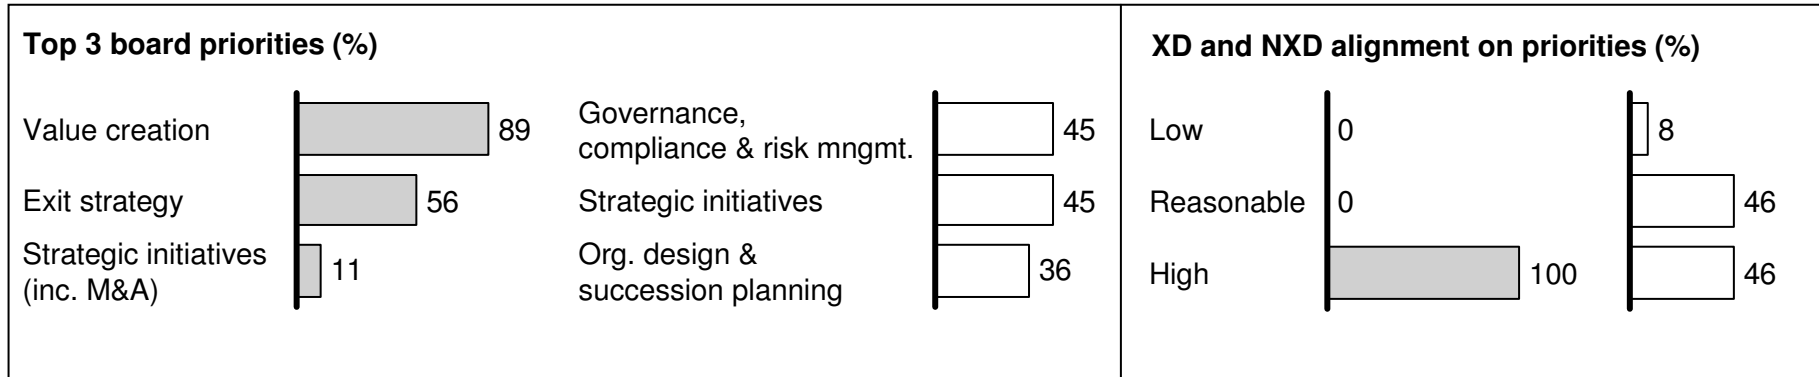 Top 3 board priorities (%)
Value creation
89
Exit strategy
56
Strategic initiatives
(inc. M&A)
11
Governance,
compliance & risk mngmt.
45
Strategic initiatives
45
Org. design &
succession planning
36
XD and NXD alignment on priorities (%)
Low
0
8
Reasonable
0
46
High
100
46